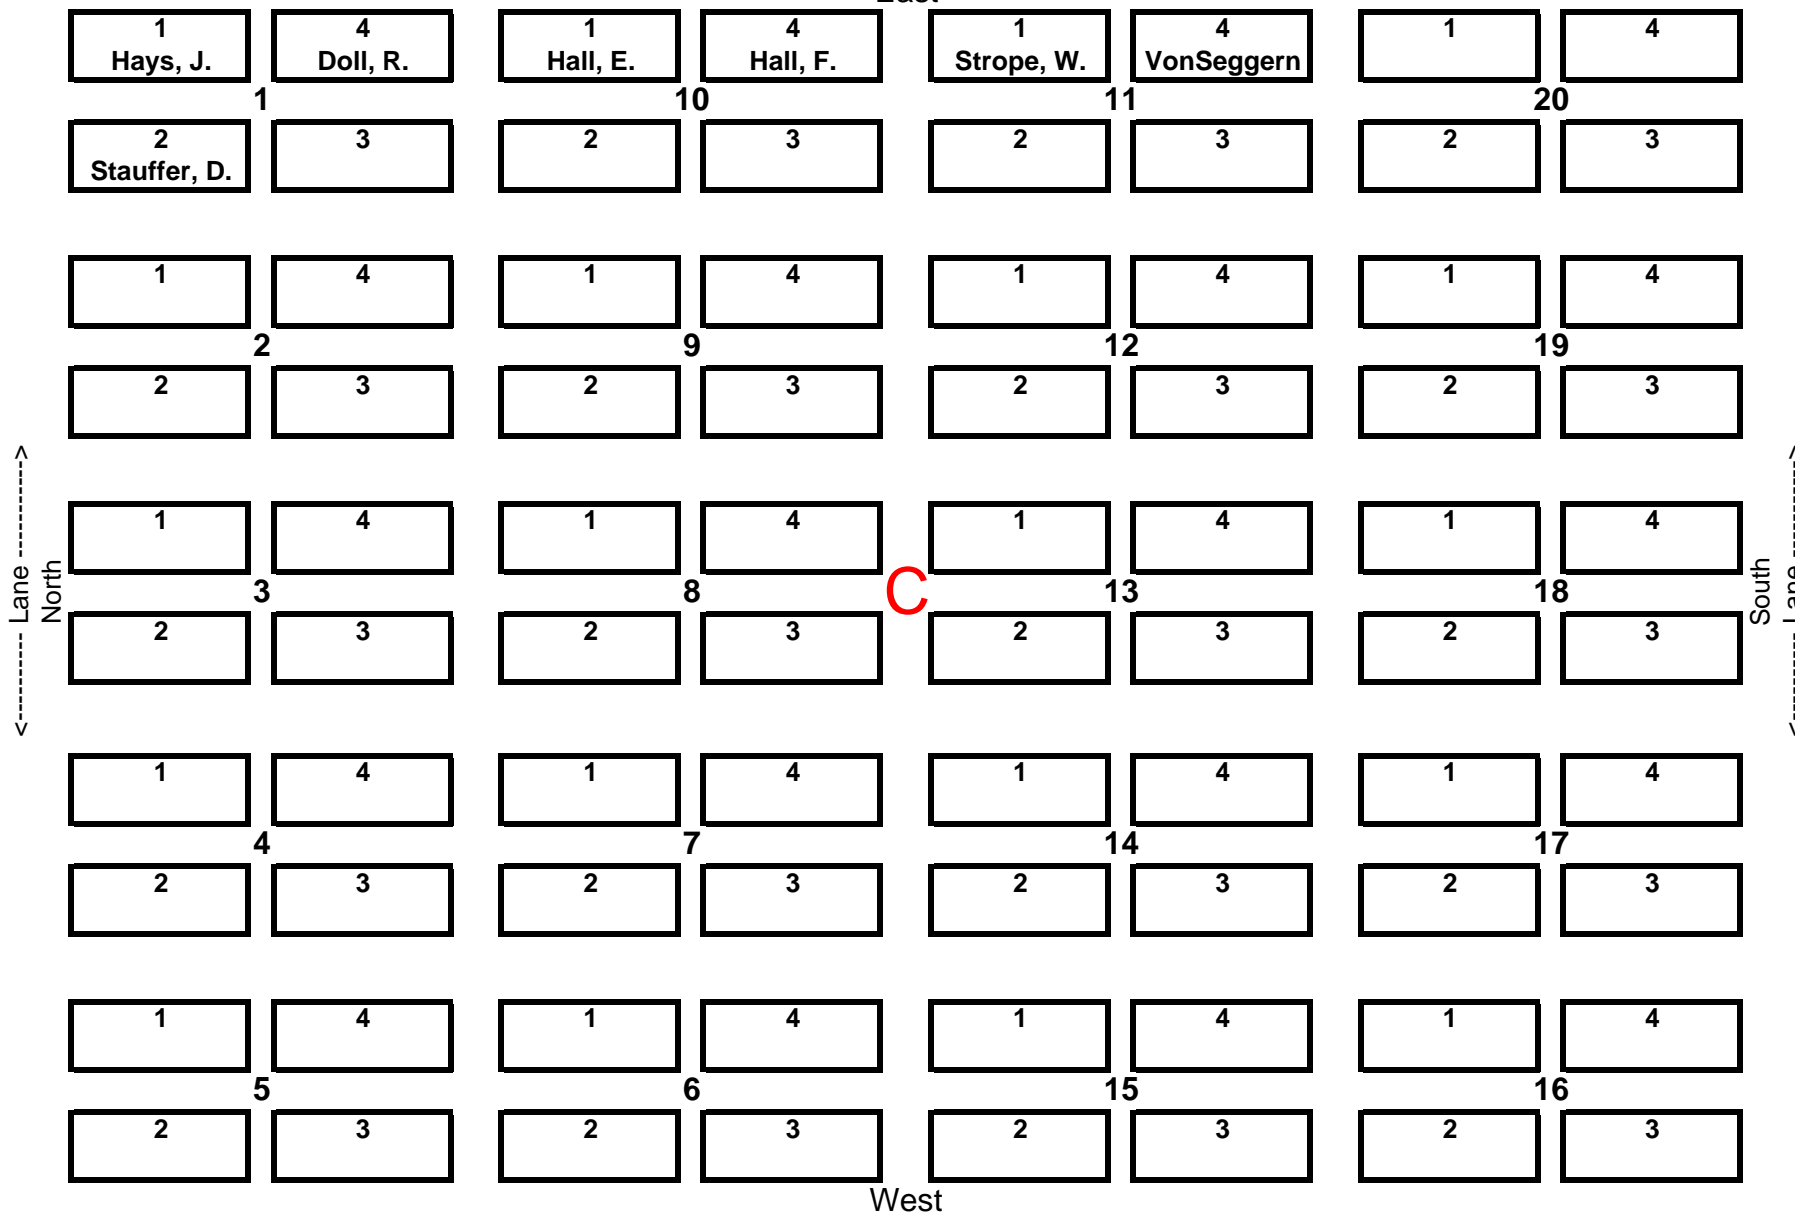 East
1 4 1 4 1 4 1 4
Hays, J. Doll, R. Hall, E. Hall, F. Strope, W. VonSeggern
1 10 11 20
2 3 2 3 2 3 2 3
Stauffer, D.
1 4 1 4 1 4 1 4
2 9 12 19
2 3 2 3 2 3 2 3
<---------- Lane ----------->
North
1 4 1 4 1 4 1 4
3 8 C 13 18
2 3 2 3 2 3 2 3
South
<---------- Lane ----------->
1 4 1 4 1 4 1 4
4 7 14 17
2 3 2 3 2 3 2 3
1 4 1 4 1 4 1 4
5 6 15 16
2 3 2 3 2 3 2 3
West